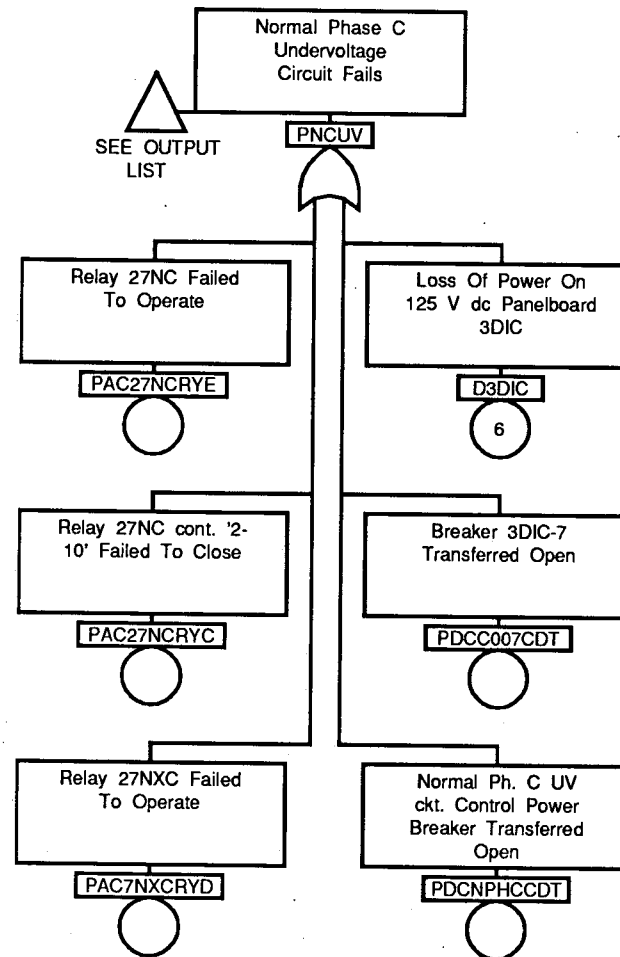 Normal Phase C
Undervoltage
Circuit Fails
SEE OUTPUT
LIST
PNCUV
Relay 27NC Failed
To Operate
PAC27NCRYE
Loss Of Power On
125 V dc Panelboard
3DIC
D3DIC
6
Relay 27NC cont. '2-
10' Failed To Close
PAC27NCRYC
Breaker 3DIC-7
Transferred Open
PDCC007CDT
Relay 27NXC Failed
To Operate
PAC7NXCRYD
Normal Ph. C UV
ckt. Control Power
Breaker Transferred
Open
PDCNPHCCDT